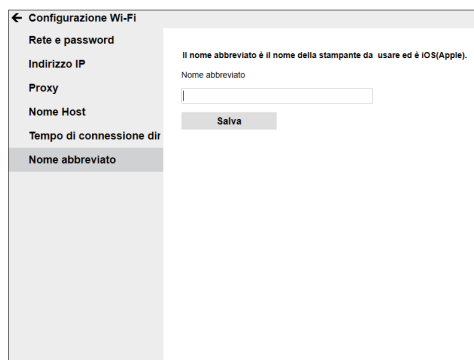 Configurazione Wi-Fi
Rete e password
Indirizzo IP
Proxy
Nome Host
Tempo di connessione dir
Nome abbreviato
Il nome abbreviato è il nome della stampante da usare ed è iOS(Apple).
Nome abbreviato
Salva